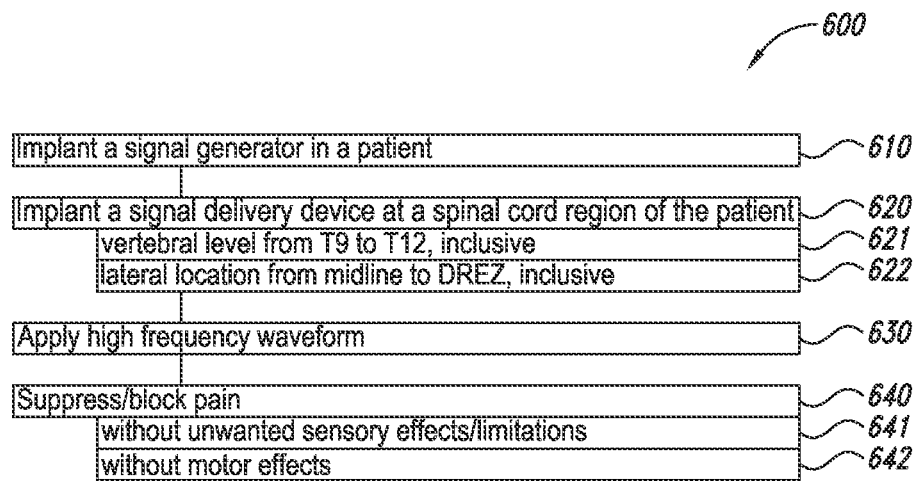 600
Implant a signal generator in a patient 610
Implant a signal delivery device at a spinal cord region of the patient 620
vertebral level from T9 to T12, inclusive 621
lateral location from midline to DREZ, inclusive 622
Apply high frequency waveform 630
Suppress/block pain 640
without unwanted sensory effects/limitations 641
without motor effects 642